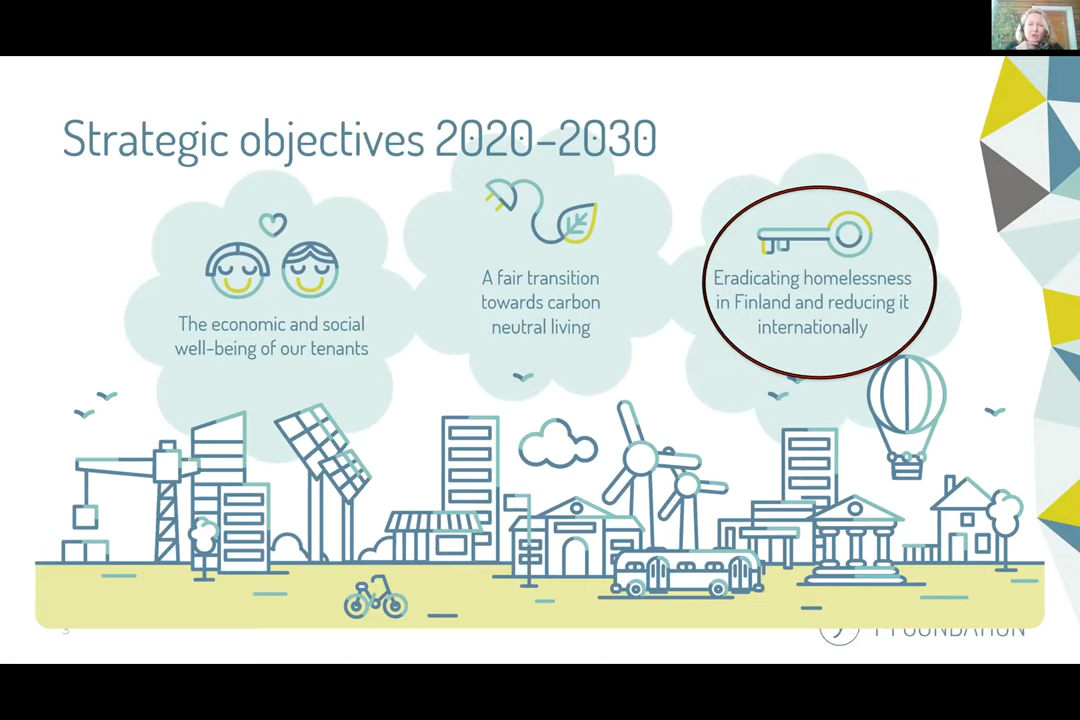 Strategic objectives 2020–2030
The economic and social
well-being of our tenants
A fair transition
towards carbon
neutral living
Eradicating homelessness
in Finland and reducing it
internationally
3
Y FOUNDATION